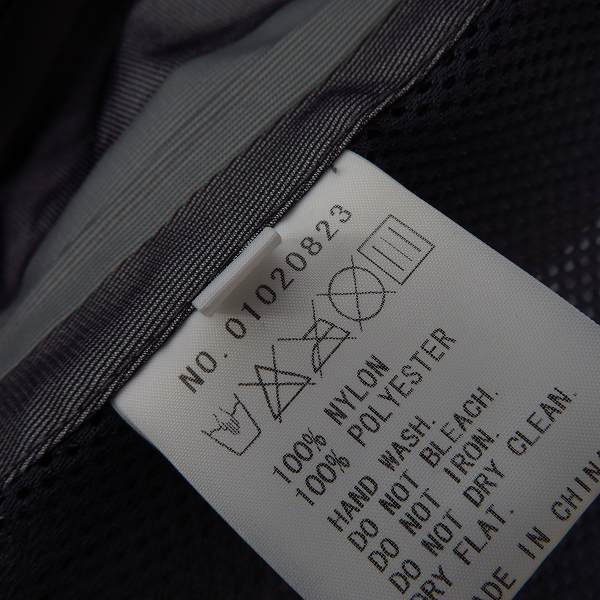 NO. 01020823
100% NYLON
100% POLYESTER
HAND WASH.
DO NOT BLEACH.
DO NOT IRON.
DO NOT DRY CLEAN.
DRY FLAT.
MADE IN CHINA